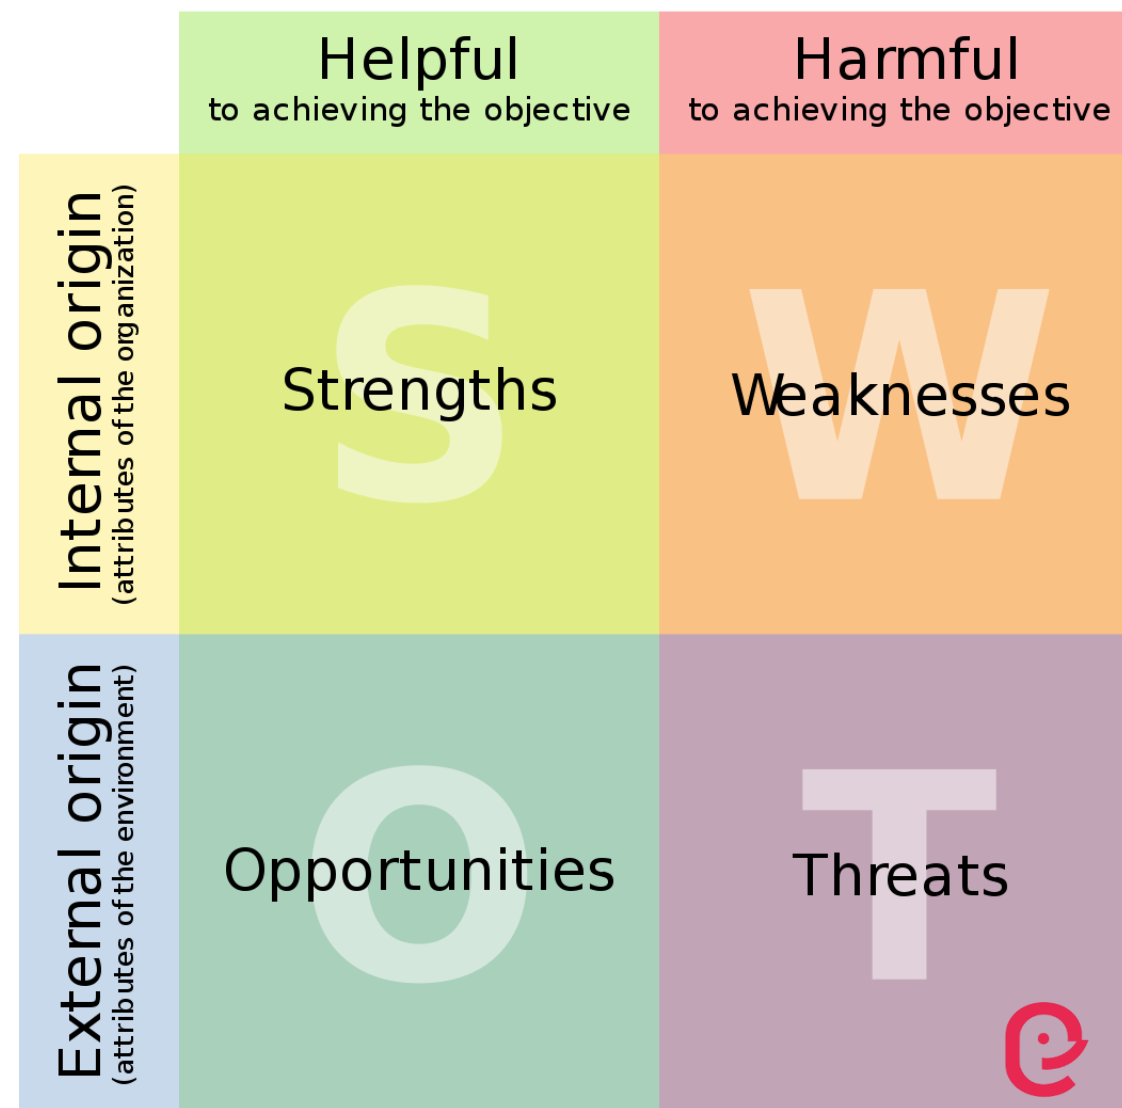 Helpful
to achieving the objective
Harmful
to achieving the objective
Internal origin
(attributes of the organization)
S
Strengths
W
Weaknesses
External origin
(attributes of the environment)
O
Opportunities
T
Threats